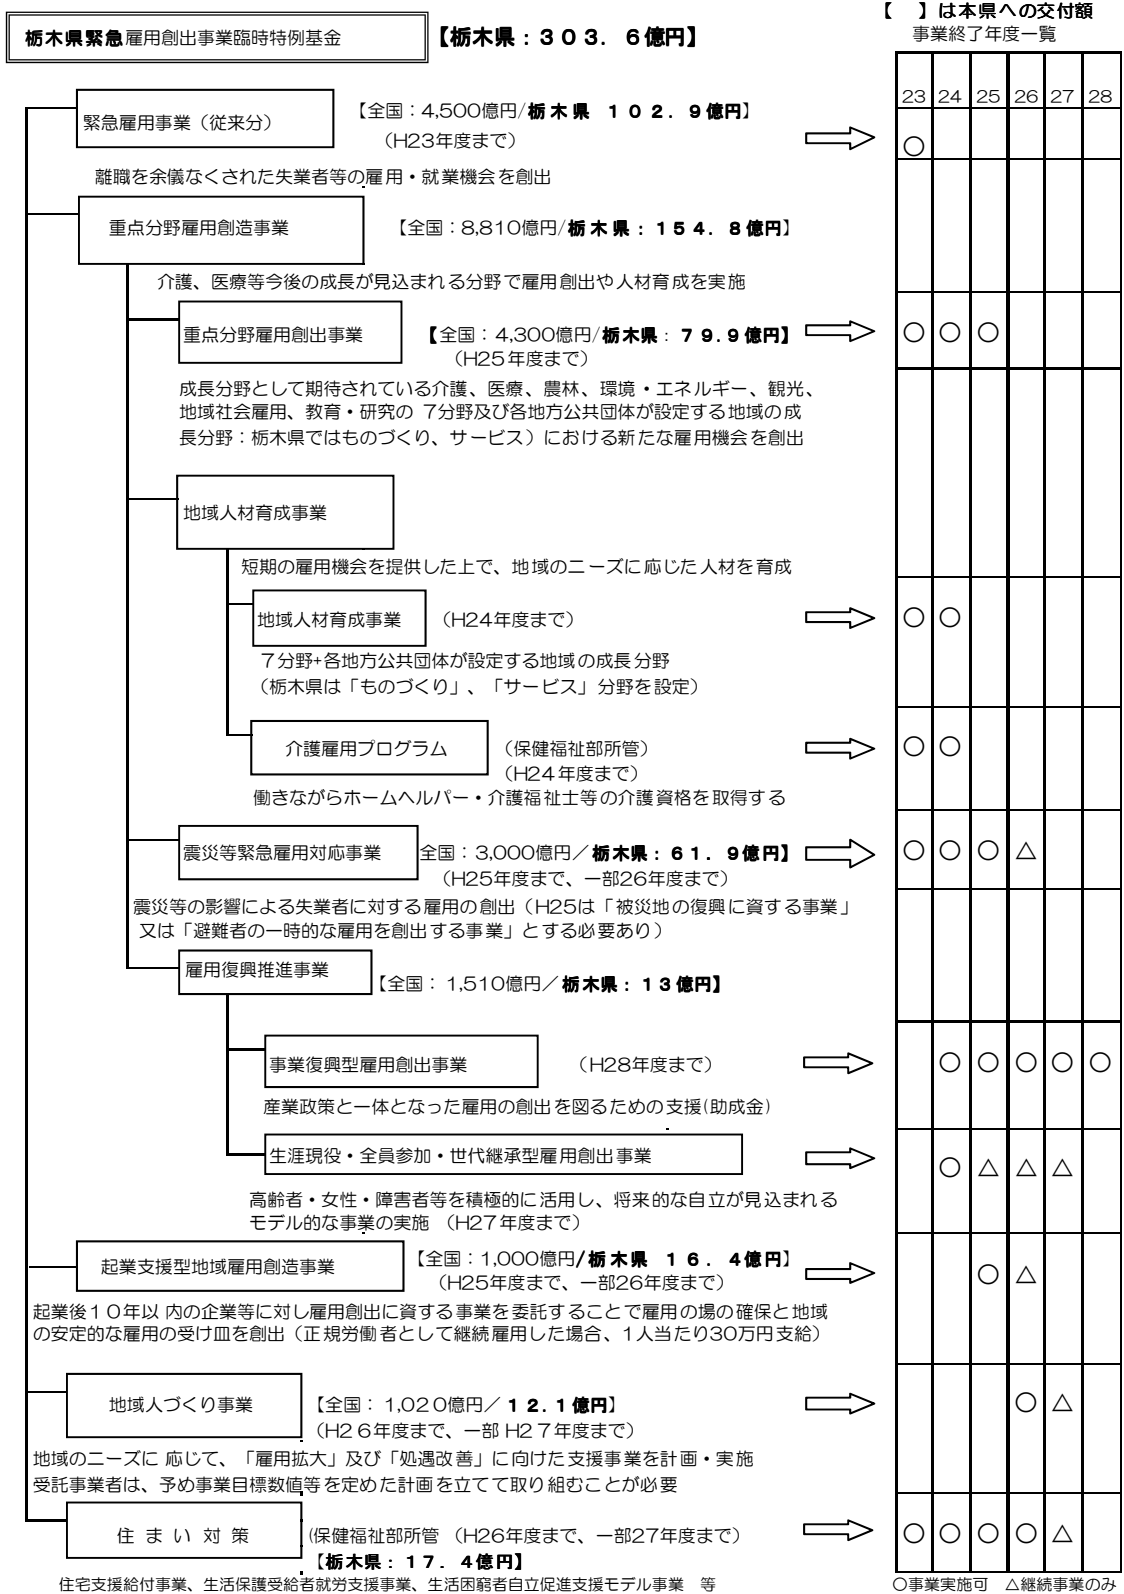 【　】は本県への交付額
栃木県緊急雇用創出事業臨時特例基金 【栃木県：３０３．６億円】
事業終了年度一覧
23 24 25 26 27 28
緊急雇用事業（従来分） 【全国：4,500億円/栃木県　１０２．９億円】
（H23年度まで）
○
離職を余儀なくされた失業者等の雇用・就業機会を創出
重点分野雇用創造事業 【全国：8,810億円/栃木県：１５４．８億円】
介護、医療等今後の成長が見込まれる分野で雇用創出や人材育成を実施
重点分野雇用創出事業 【全国：4,300億円/栃木県：７９.９億円】 ○ ○ ○
（H25年度まで）
成長分野として期待されている介護、医療、農林、環境・エネルギー、観光、
地域社会雇用、教育・研究の ７分野及び各地方公共団体が設定する地域の成
長分野：栃木県ではものづくり、サービス）における新たな雇用機会を創出
地域人材育成事業
短期の雇用機会を提供した上で、地域のニーズに応じた人材を育成
地域人材育成事業 （H24年度まで） ○ ○
７分野+各地方公共団体が設定する地域の成長分野
（栃木県は「ものづくり」、「サービス」分野を設定）
介護雇用プログラム （保健福祉部所管） ○ ○
（H24年度まで）
働きながらホームヘルパー・介護福祉士等の介護資格を取得する
震災等緊急雇用対応事業 全国：3,000億円／栃木県：６１．９億円】 ○ ○ ○ △
（H25年度まで、一部26年度まで）
震災等の影響による失業者に対する雇用の創出（H25は「被災地の復興に資する事業」
又は「避難者の一時的な雇用を創出する事業」とする必要あり）
雇用復興推進事業 【全国：1,510億円／栃木県：１３億円】
事業復興型雇用創出事業 （H28年度まで） ○ ○ ○ ○ ○
産業政策と一体となった雇用の創出を図るための支援(助成金)
生涯現役・全員参加・世代継承型雇用創出事業 ○ △ △ △
高齢者・女性・障害者等を積極的に活用し、将来的な自立が見込まれる
モデル的な事業の実施　（H27年度まで）
起業支援型地域雇用創造事業 【全国：1,000億円/栃木県　１６．４億円】
（H25年度まで、一部26年度まで） ○ △
起業後１０年以内の企業等に対し雇用創出に資する事業を委託することで雇用の場の確保と地域
の安定的な雇用の受け皿を創出（正規労働者として継続雇用した場合、１人当たり30万円支給）
地域人づくり事業 【全国：1,0２０億円／１２.１億円】 ○ △
（H２６年度まで、一部 H２７年度まで）
地域のニーズに 応じて、「雇用拡大」及び「処遇改善」に向けた支援事業を計画・実施
受託事業者は、予め事業目標数値等を定めた計画を立てて取り組むことが必要
住まい対策 （保健福祉部所管　（H26年度まで、一部27年度まで） ○ ○ ○ ○ △
【栃木県：１７．４億円】
住宅支援給付事業、生活保護受給者就労支援事業、生活困窮者自立促進支援モデル事業　等
○事業実施可　△継続事業のみ